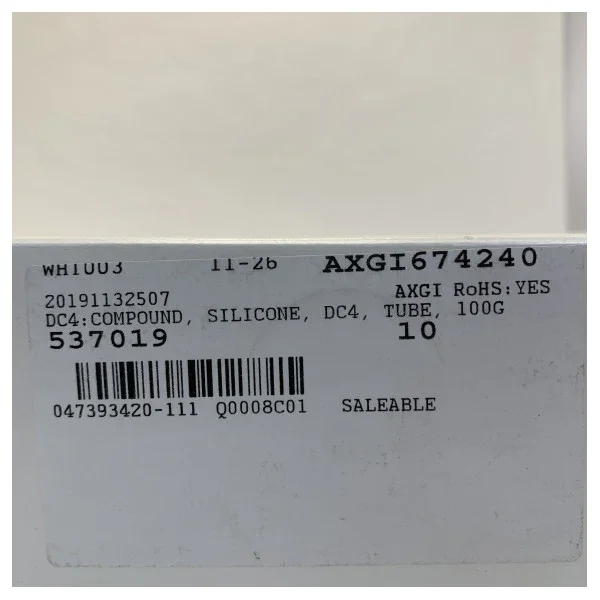 WH1003 11-26 AXGI674240
20191132507 AXGI RoHS:YES
DC4:COMPOUND, SILICONE, DC4, TUBE, 100G
537019 10
047393420-111 Q0008C01 SALEABLE